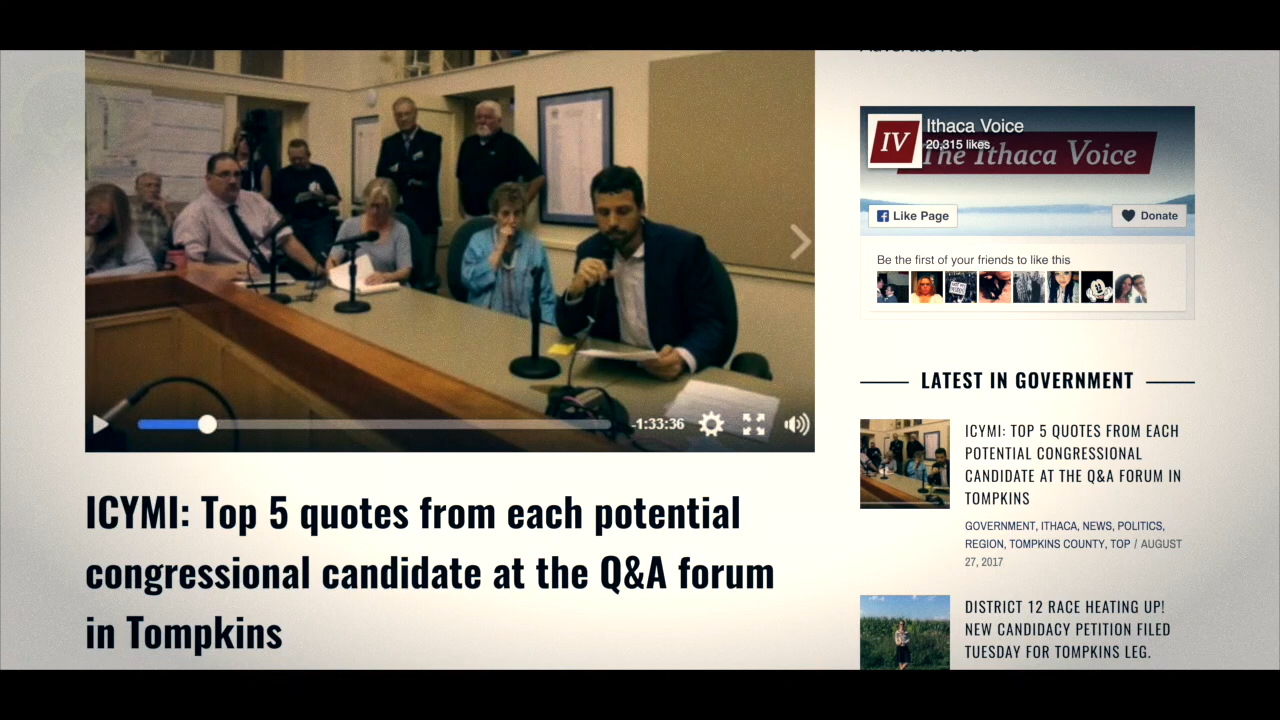 -1:33:36
ICYMI: Top 5 quotes from each potential
congressional candidate at the Q&A forum
in Tompkins
Advertise Here
Ithaca Voice
20,315 likes
IV
The Ithaca Voice
Like Page
Donate
Be the first of your friends to like this
LATEST IN GOVERNMENT
ICYMI: TOP 5 QUOTES FROM EACH
POTENTIAL CONGRESSIONAL
CANDIDATE AT THE Q&A FORUM IN
TOMPKINS
GOVERNMENT, ITHACA, NEWS, POLITICS,
REGION, TOMPKINS COUNTY, TOP / AUGUST
27, 2017
DISTRICT 12 RACE HEATING UP!
NEW CANDIDACY PETITION FILED
TUESDAY FOR TOMPKINS LEG.